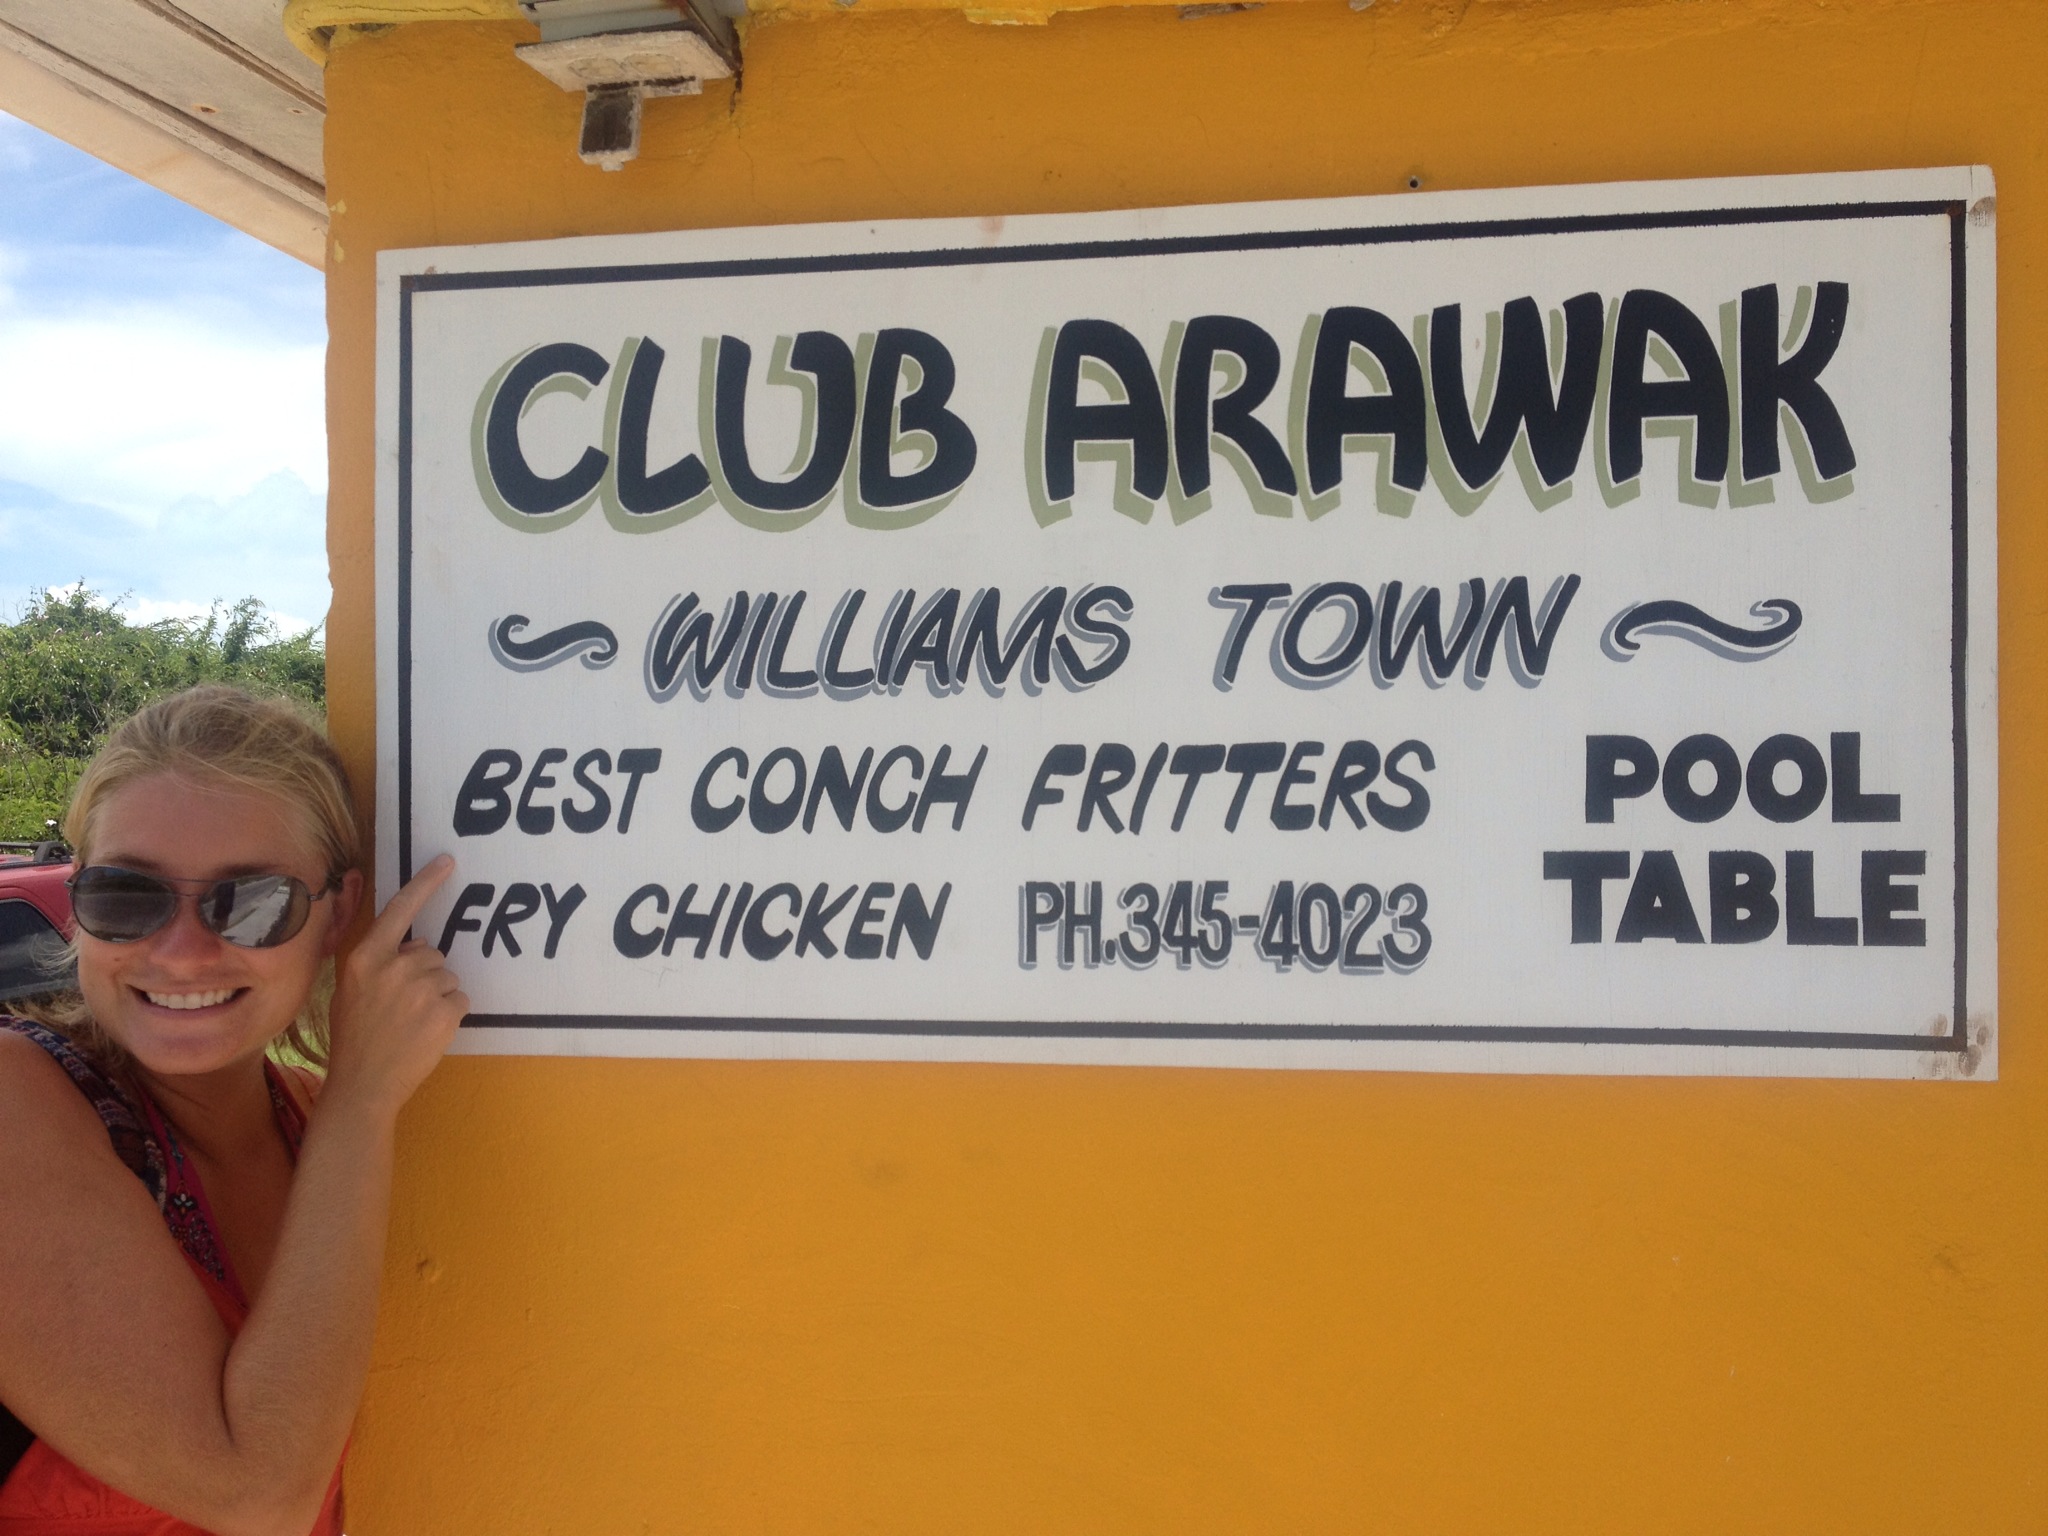 CLUB ARAWAK
~ WILLIAMS TOWN ~
BEST CONCH FRITTERS
FRY CHICKEN PH.345-4023
POOL
TABLE